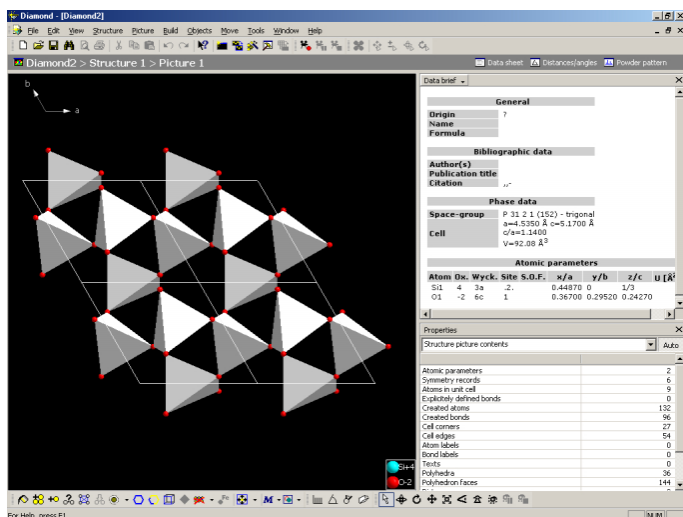 Diamond - [Diamond2]
File Edit View Structure Picture Build Objects Move Tools Window Help
Diamond2 > Structure 1 > Picture 1
Data sheet Distances/angles Powder pattern
b
a
Si+4
O-2
Data brief
General
Origin ?
Name
Formula
Bibliographic data
Author(s)
Publication title
Citation ,,-
Phase data
Space-group P 31 2 1 (152) - trigonal
Cell a=4.5350 Å c=5.1700 Å
c/a=1.1400
V=92.08 Å3
Atomic parameters
Atom Ox. Wyck. Site S.O.F. x/a y/b z/c U [Å
Si1 4 3a .2. 0.44870 0 1/3
O1 -2 6c 1 0.36700 0.29520 0.24270
Properties
Structure picture contents Auto
Atomic parameters 2
Symmetry records 6
Atoms in unit cell 9
Explicitely defined bonds 0
Created atoms 132
Created bonds 96
Cell corners 27
Cell edges 54
Atom labels 0
Bond labels 0
Texts 0
Polyhedra 36
Polyhedron faces 144
For Help, press F1
NUM